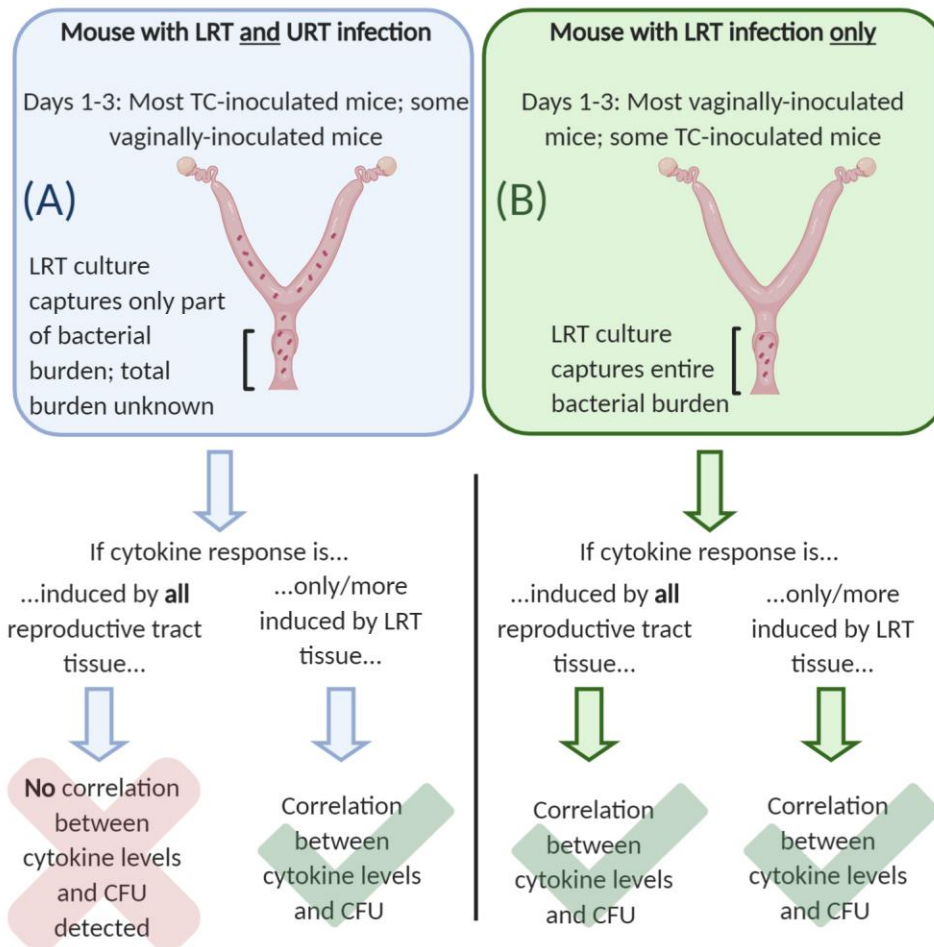 Mouse with LRT and URT infection
Days 1-3: Most TC-inoculated mice; some
vaginally-inoculated mice
(A)
LRT culture
captures only part
of bacterial
burden; total
burden unknown
Mouse with LRT infection only
Days 1-3: Most vaginally-inoculated
mice; some TC-inoculated mice
(B)
LRT culture
captures entire
bacterial burden
If cytokine response is...
...induced by all
reproductive tract
tissue...
...only/more
induced by LRT
tissue...
No correlation
between
cytokine levels
and CFU
detected
Correlation
between
cytokine levels
and CFU
If cytokine response is...
...induced by all
reproductive tract
tissue...
...only/more
induced by LRT
tissue...
Correlation
between
cytokine levels
and CFU
Correlation
between
cytokine levels
and CFU